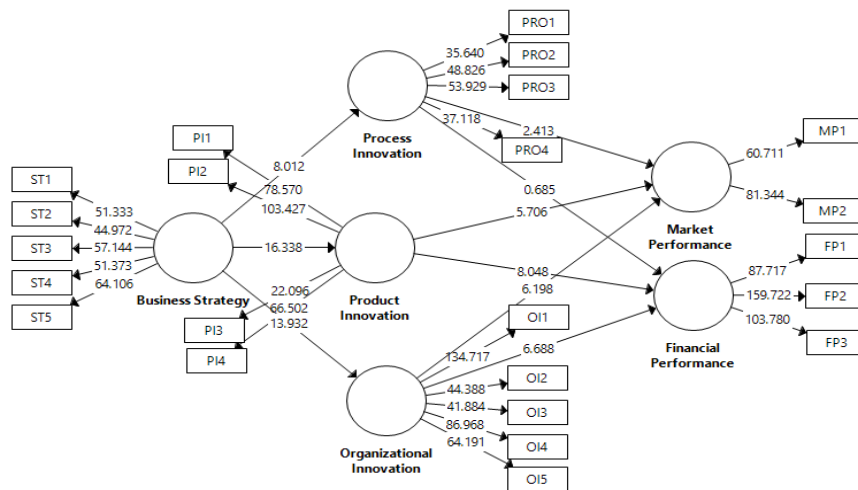 PRO1
35.640
PRO2
48.826
53.929
PRO3
37.118
2.413
Process
Innovation
PRO4
MP1
60.711
PI1
PI2
8.012
78.570
103.427
0.685
ST1
51.333
ST2
44.972
ST3
57.144
ST4
51.373
ST5
64.106
Business Strategy
16.338
5.706
81.344
MP2
Market
Performance
FP1
87.717
8.048
6.198
159.722
FP2
103.780
FP3
Product
Innovation
22.096
66.502
13.932
PI3
PI4
OI1
134.717
6.688
Financial
Performance
44.388
OI2
41.884
OI3
86.968
OI4
64.191
OI5
Organizational
Innovation